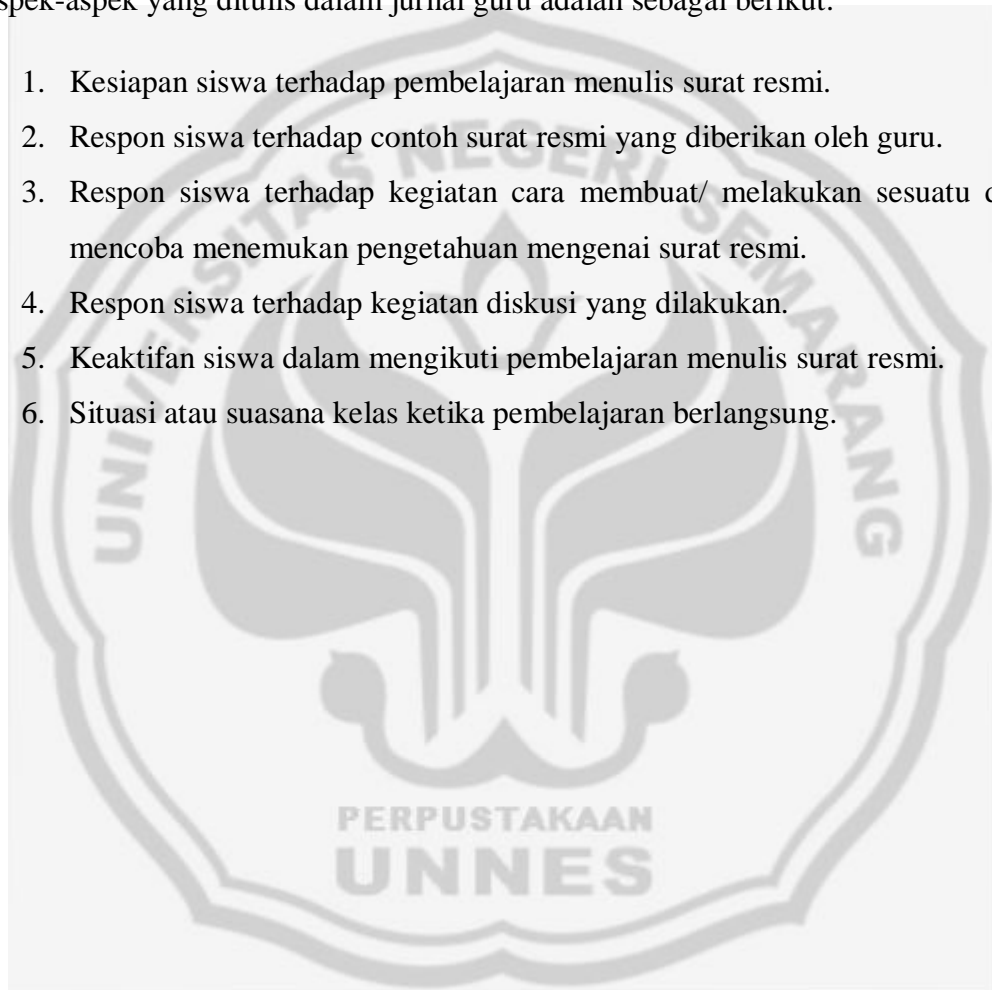 spek-aspek yang ditulis dalam jurnal guru adalah sebagai berikut.
1. Kesiapan siswa terhadap pembelajaran menulis surat resmi.
2. Respon siswa terhadap contoh surat resmi yang diberikan oleh guru.
3. Respon siswa terhadap kegiatan cara membuat/ melakukan sesuatu
mencoba menemukan pengetahuan mengenai surat resmi.
4. Respon siswa terhadap kegiatan diskusi yang dilakukan.
5. Keaktifan siswa dalam mengikuti pembelajaran menulis surat resmi.
6. Situasi atau suasana kelas ketika pembelajaran berlangsung.
UNIVERSITAS NEGERI SEMARANG
PERPUSTAKAAN
UNNES